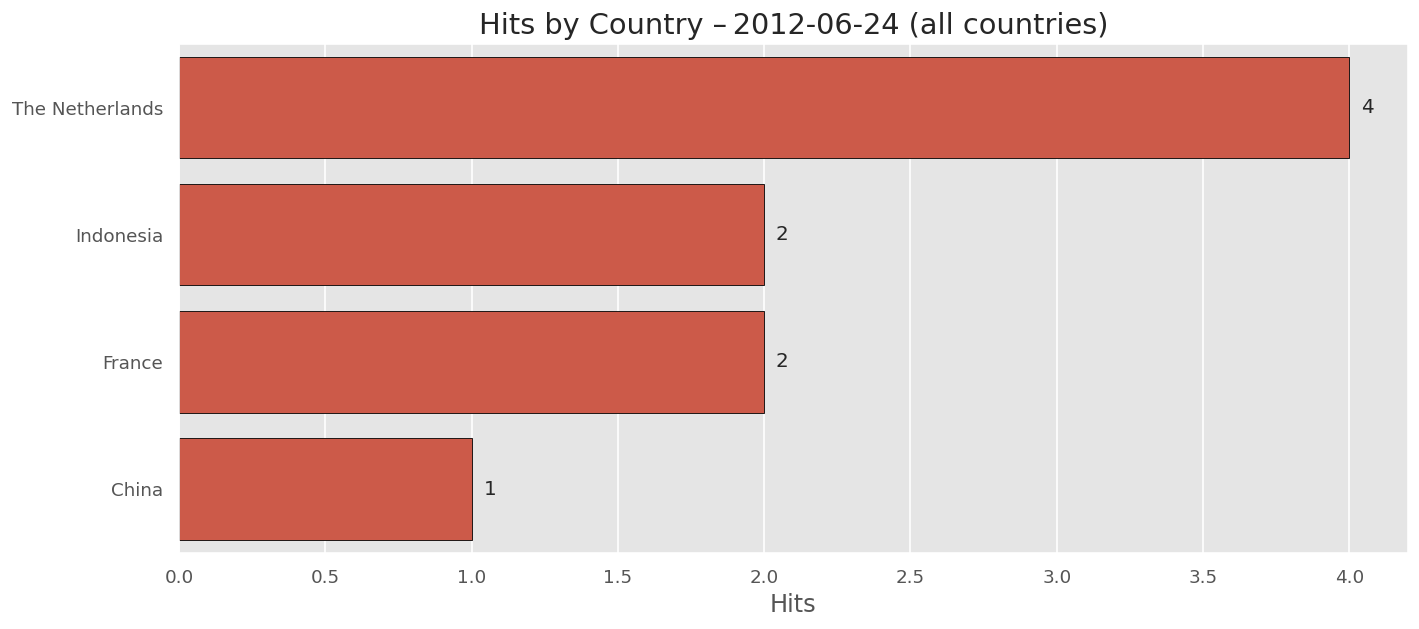 Hits by Country – 2012-06-24 (all countries)
The Netherlands
4
Indonesia
2
France
2
China
1
0.0 0.5 1.0 1.5 2.0 2.5 3.0 3.5 4.0
Hits